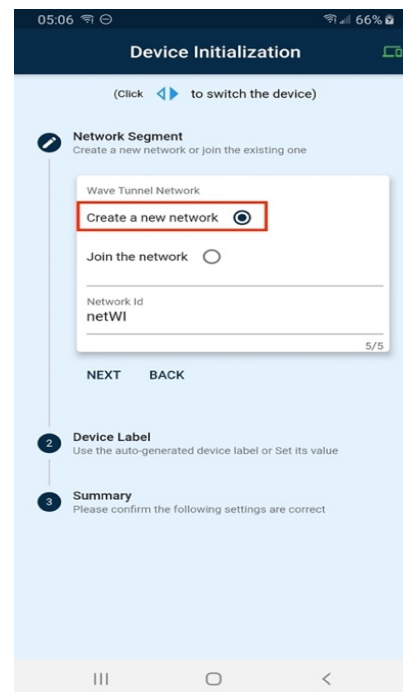 05:06 66%
Device Initialization
(Click to switch the device)
Network Segment
Create a new network or join the existing one
Wave Tunnel Network
Create a new network
Join the network
Network Id
netWI
5/5
NEXT BACK
2 Device Label
Use the auto-generated device label or Set its value
3 Summary
Please confirm the following settings are correct